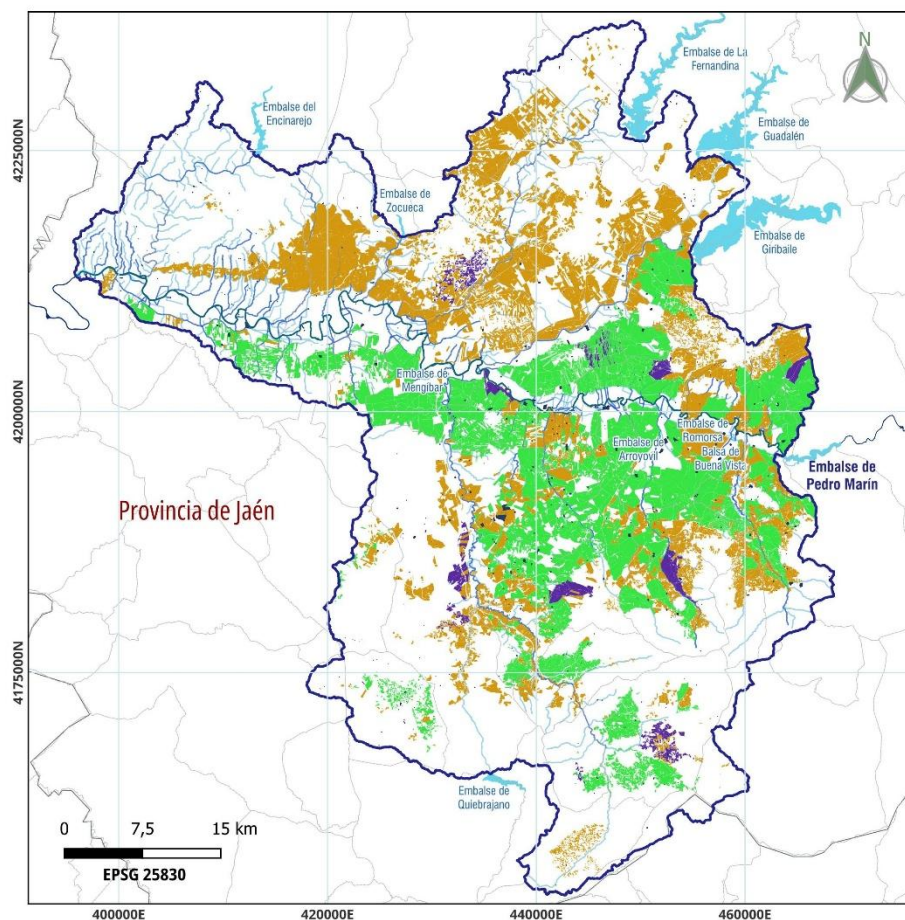 N
Embalse de La
Fernandina
Embalse del
Encinarejo
Embalse de
Guadalén
Embalse de
Zocueca
Embalse de
Giribaile
Embalse de
Mengíbar
Embalse de
Romorsa
Embalse de
Arroyovil
Balsa de
Buena Vista
Embalse de
Pedro Marín
Provincia de Jaén
Embalse de
Quiebrajano
0 7,5 15 km
EPSG 25830
4225000N
4200000N
4175000N
400000E 420000E 440000E 460000E